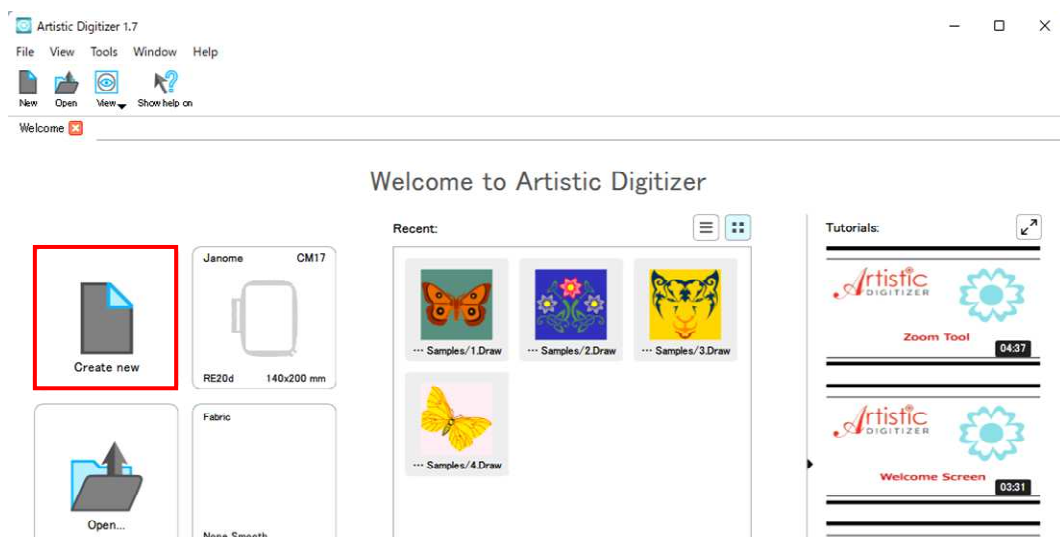 Artistic Digitizer 1.7
File View Tools Window Help
New Open View Show help on
Welcome
Welcome to Artistic Digitizer
Create new
Janome CM17
RE20d 140x200 mm
Open...
Fabric
None Smooth
Recent:
... Samples/1.Draw
... Samples/2.Draw
... Samples/3.Draw
... Samples/4.Draw
Tutorials:
Artistic
DIGITIZER
Zoom Tool
04:37
Artistic
DIGITIZER
Welcome Screen
03:31